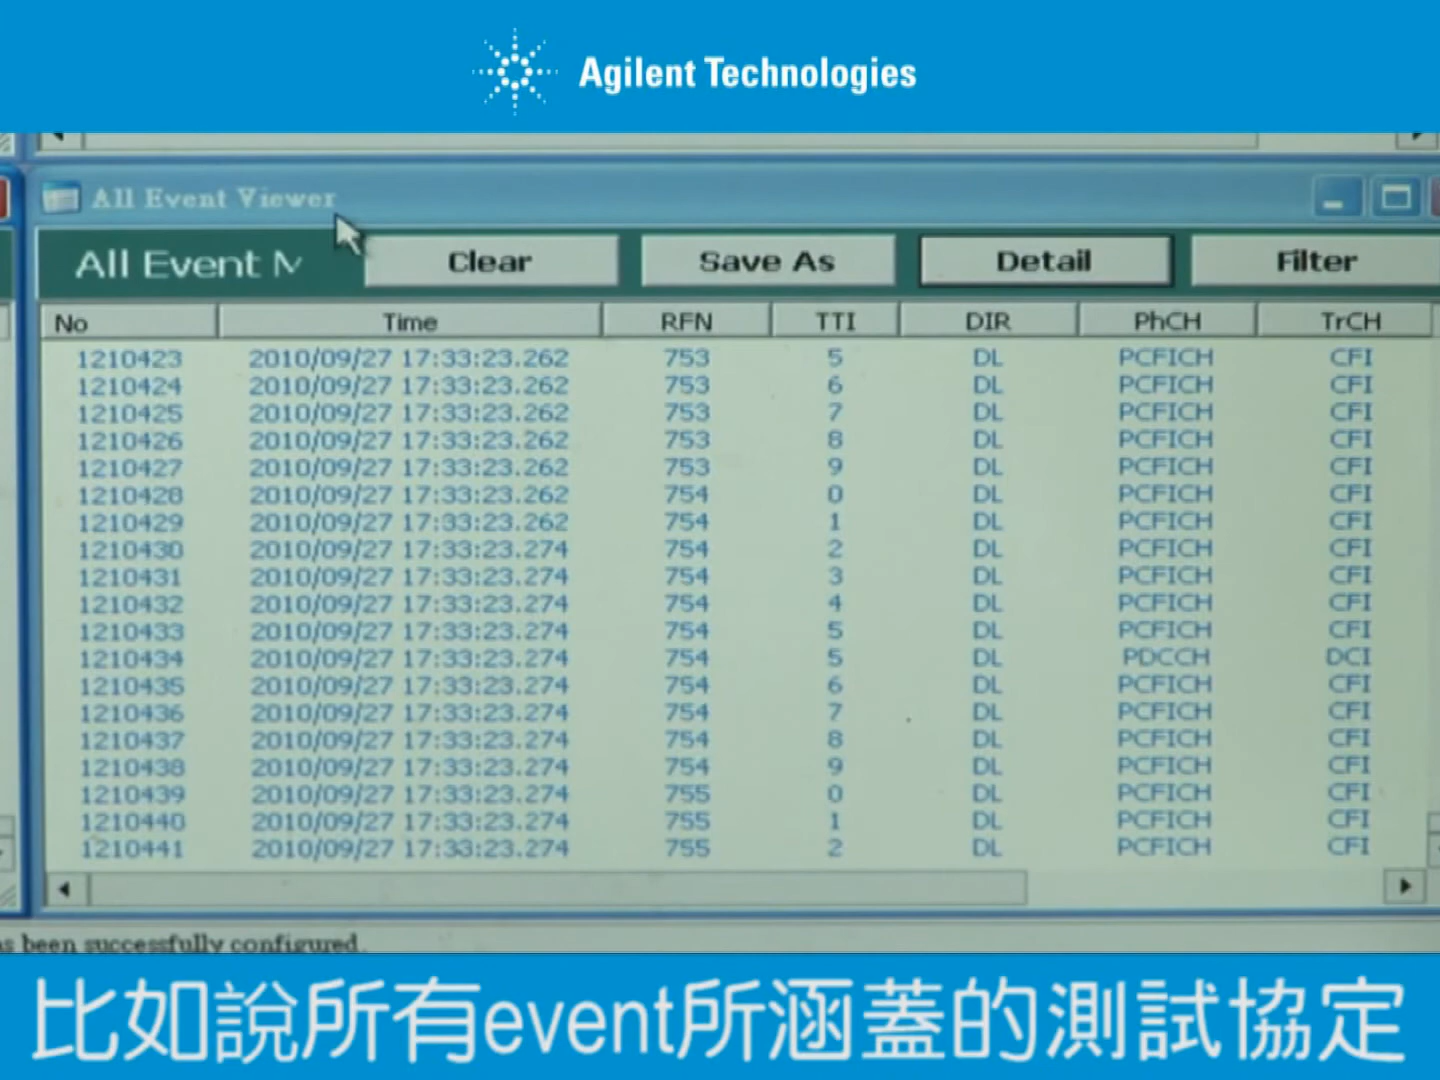 Agilent Technologies
All Event Viewer
All Event M Clear Save As Detail Filter
No Time RFN TTI DIR PhCH TrCH
1210423 2010/09/27 17:33:23.262 753 5 DL PCFICH CFI
1210424 2010/09/27 17:33:23.262 753 6 DL PCFICH CFI
1210425 2010/09/27 17:33:23.262 753 7 DL PCFICH CFI
1210426 2010/09/27 17:33:23.262 753 8 DL PCFICH CFI
1210427 2010/09/27 17:33:23.262 753 9 DL PCFICH CFI
1210428 2010/09/27 17:33:23.262 754 0 DL PCFICH CFI
1210429 2010/09/27 17:33:23.262 754 1 DL PCFICH CFI
1210430 2010/09/27 17:33:23.274 754 2 DL PCFICH CFI
1210431 2010/09/27 17:33:23.274 754 3 DL PCFICH CFI
1210432 2010/09/27 17:33:23.274 754 4 DL PCFICH CFI
1210433 2010/09/27 17:33:23.274 754 5 DL PCFICH CFI
1210434 2010/09/27 17:33:23.274 754 5 DL PDCCH DCI
1210435 2010/09/27 17:33:23.274 754 6 DL PCFICH CFI
1210436 2010/09/27 17:33:23.274 754 7 DL PCFICH CFI
1210437 2010/09/27 17:33:23.274 754 8 DL PCFICH CFI
1210438 2010/09/27 17:33:23.274 754 9 DL PCFICH CFI
1210439 2010/09/27 17:33:23.274 755 0 DL PCFICH CFI
1210440 2010/09/27 17:33:23.274 755 1 DL PCFICH CFI
1210441 2010/09/27 17:33:23.274 755 2 DL PCFICH CFI
s been successfully configured.
比如說所有event所涵蓋的測試協定